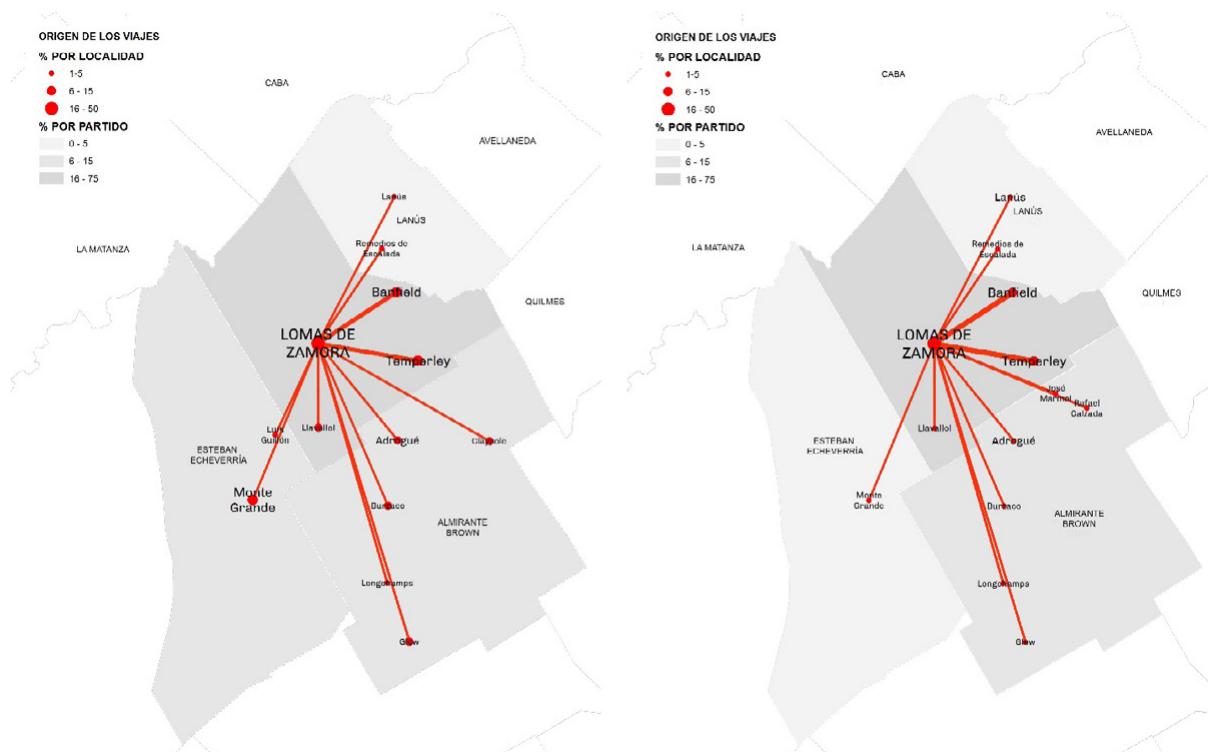 ORIGEN DE LOS VIAJES
% POR LOCALIDAD
1-5
6 - 15
16 - 50
% POR PARTIDO
0 - 5
6 - 15
16 - 75
CABA
AVELLANEDA
Lanús
LANÚS
LA MATANZA
Remedios de
Escalada
Banfield
QUILMES
LOMAS DE
ZAMORA
Temperley
Luis
Guillón
Llavallol
Adrogué
Claypole
ESTEBAN
ECHEVERRÍA
Monte
Grande
Burzaco
ALMIRANTE
BROWN
Longchamps
Glew
ORIGEN DE LOS VIAJES
% POR LOCALIDAD
1-5
6 - 15
16 - 50
% POR PARTIDO
0 - 5
6 - 15
16 - 75
CABA
AVELLANEDA
Lanús
LANÚS
LA MATANZA
Remedios de
Escalada
Banfield
QUILMES
LOMAS DE
ZAMORA
Temperley
José
Marmol
Rafael
Calzada
Llavallol
Adrogué
ESTEBAN
ECHEVERRÍA
Monte
Grande
Burzaco
ALMIRANTE
BROWN
Longchamps
Glew